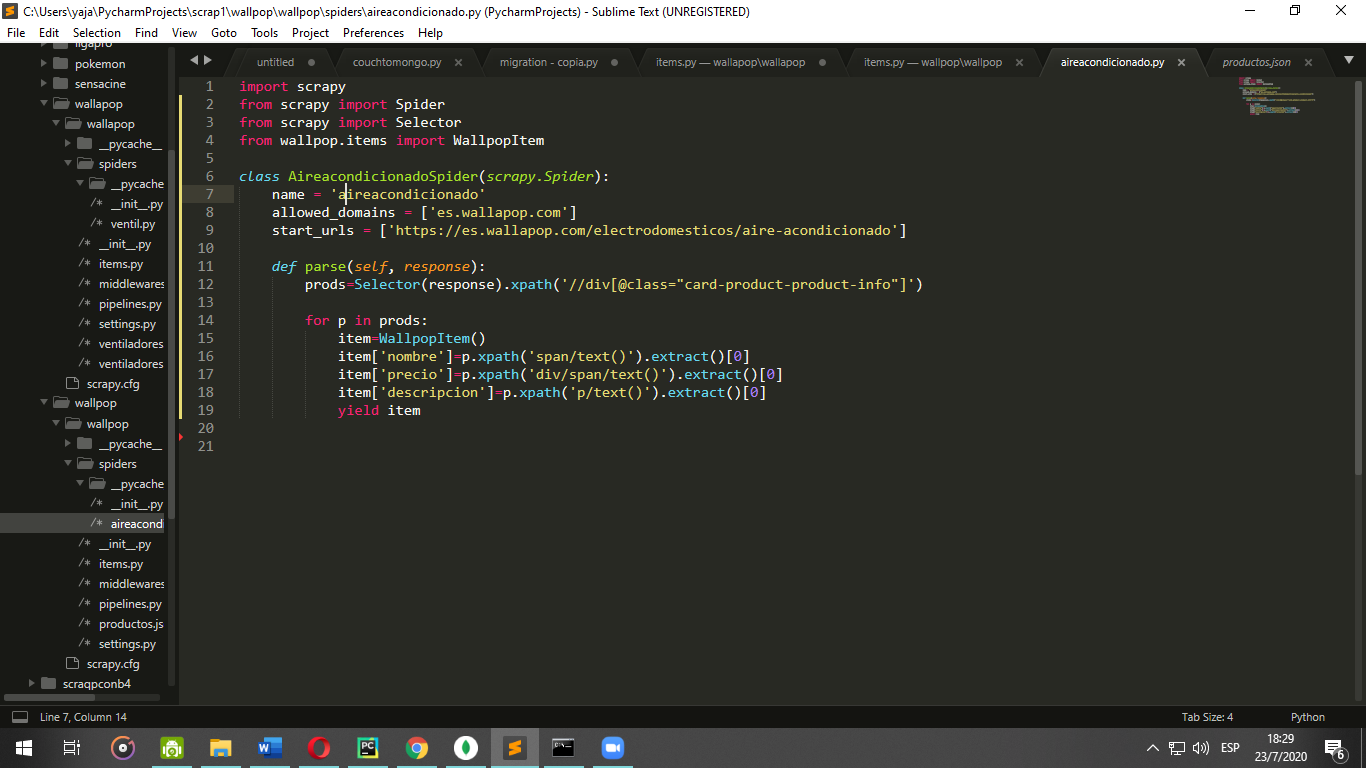 C:\Users\yaja\PycharmProjects\scrap1\wallpop\wallpop\spiders\aireacondicionado.py (PycharmProjects) - Sublime Text (UNREGISTERED)
File Edit Selection Find View Goto Tools Project Preferences Help
untitled couchtomongo.py migration - copia.py items.py — wallapop\wallapop items.py — wallpop\wallpop aireacondicionado.py productos.json
ligapro
pokemon
sensacine
wallapop
wallapop
__pycache__
spiders
__pycache
__init__.py
ventil.py
__init__.py
items.py
middlewares
pipelines.py
settings.py
ventiladores
ventiladores
scrapy.cfg
wallpop
wallpop
__pycache__
spiders
__pycache
__init__.py
aireacondi
__init__.py
items.py
middlewares
pipelines.py
productos.js
settings.py
scrapy.cfg
scraqpconb4
1 import scrapy
2 from scrapy import Spider
3 from scrapy import Selector
4 from wallpop.items import WallpopItem
5
6 class AireacondicionadoSpider(scrapy.Spider):
7 name = 'aireacondicionado'
8 allowed_domains = ['es.wallapop.com']
9 start_urls = ['https://es.wallapop.com/electrodomesticos/aire-acondicionado']
10
11 def parse(self, response):
12 prods=Selector(response).xpath('//div[@class="card-product-product-info"]')
13
14 for p in prods:
15 item=WallpopItem()
16 item['nombre']=p.xpath('span/text()').extract()[0]
17 item['precio']=p.xpath('div/span/text()').extract()[0]
18 item['descripcion']=p.xpath('p/text()').extract()[0]
19 yield item
20
21
Line 7, Column 14 Tab Size: 4 Python
ESP
18:29
23/7/2020
6